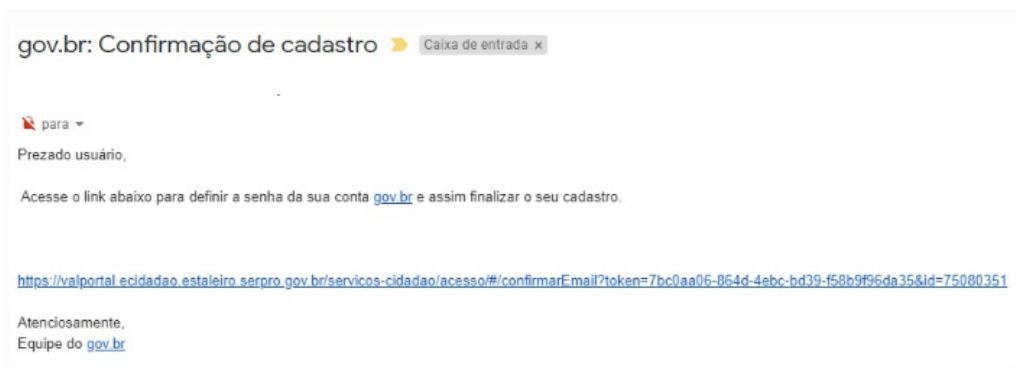 gov.br: Confirmação de cadastro Caixa de entrada x
para
Prezado usuário,
Acesse o link abaixo para definir a senha da sua conta gov.br e assim finalizar o seu cadastro.
https://valportal.ecidadao.estaleiro.serpro.gov.br/servicos-cidadao/acesso/#/confirmarEmail?token=7bc0aa06-864d-4ebc-bd39-f58b9f96da35&id=75080351
Atenciosamente,
Equipe do gov.br